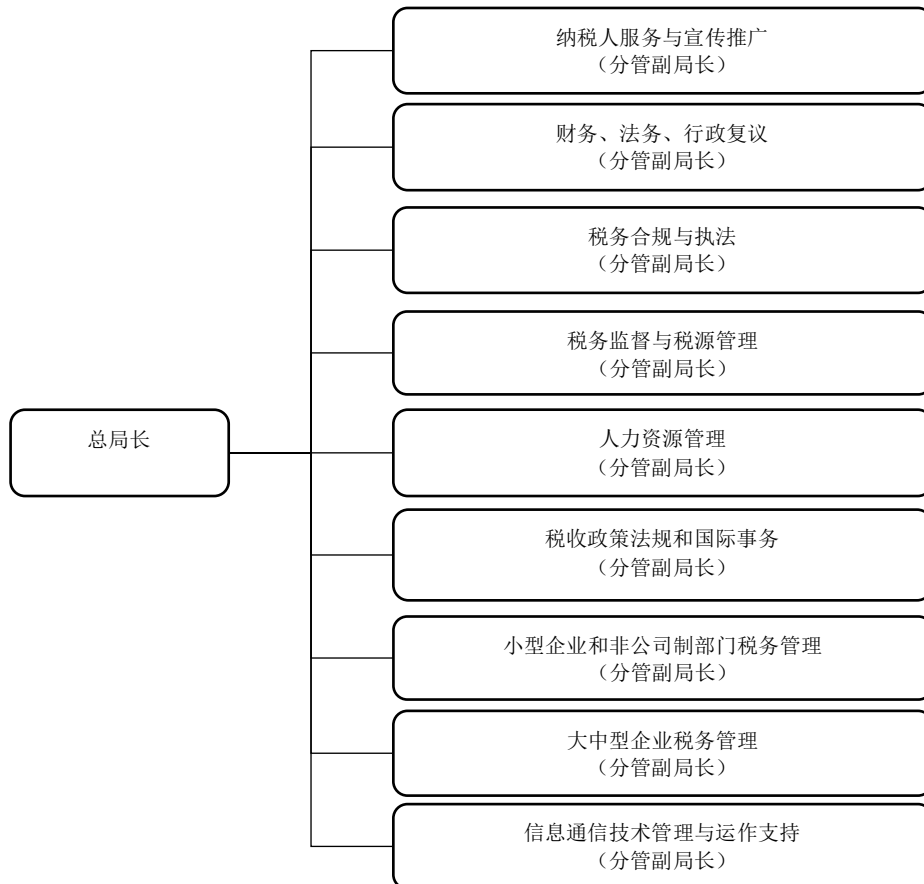 纳税人服务与宣传推广
（分管副局长）
财务、法务、行政复议
（分管副局长）
税务合规与执法
（分管副局长）
税务监督与税源管理
（分管副局长）
总局长
人力资源管理
（分管副局长）
税收政策法规和国际事务
（分管副局长）
小型企业和非公司制部门税务管理
（分管副局长）
大中型企业税务管理
（分管副局长）
信息通信技术管理与运作支持
（分管副局长）